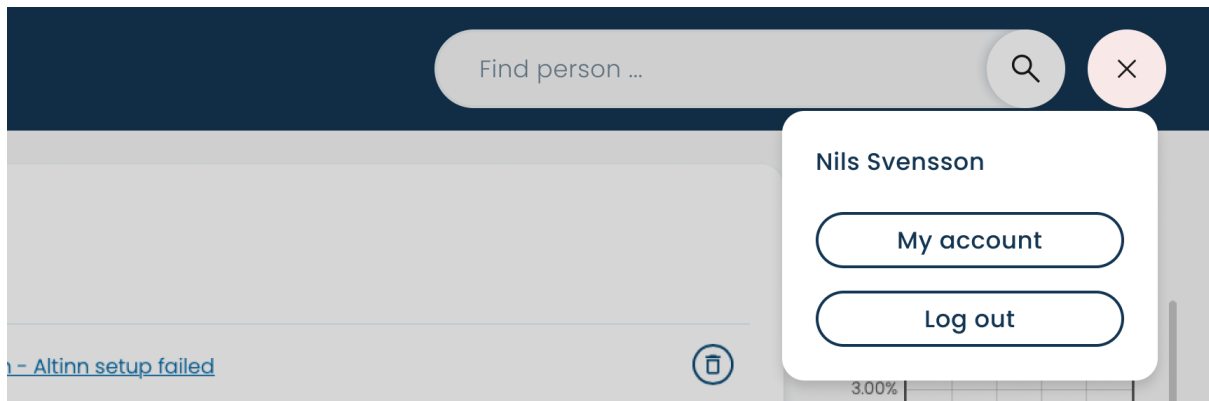 Find person ...
Nils Svensson
My account
Log out
- Altinn setup failed
3.00%